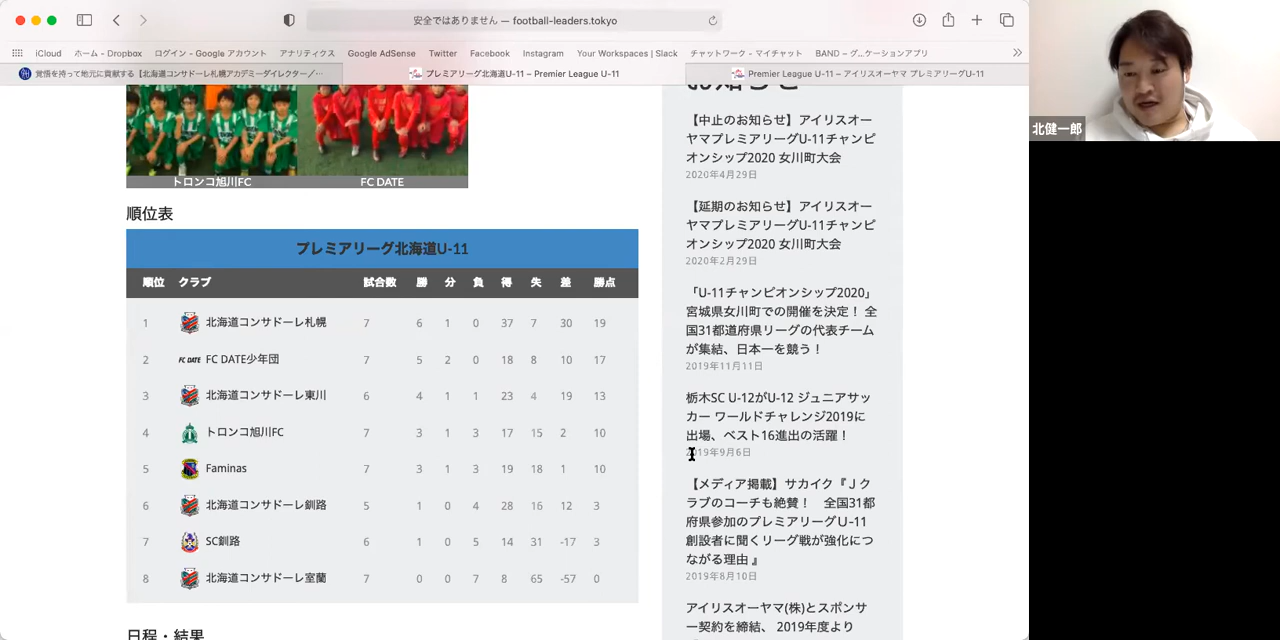 安全ではありません — football-leaders.tokyo
iCloud ホーム - Dropbox ログイン - Google アカウント アナリティクス Google AdSense Twitter Facebook Instagram Your Workspaces | Slack チャットワーク - マイチャット BAND – グ...ケーションアプリ
覚悟を持って地元に貢献する【北海道コンサドーレ札幌アカデミーダイレクター／… プレミアリーグ北海道U-11 – Premier League U-11 Premier League U-11 – アイリスオーヤマ プレミアリーグU-11
トロンコ旭川FC FC DATE
順位表
プレミアリーグ北海道U-11
順位 クラブ 試合数 勝 分 負 得 失 差 勝点
1 北海道コンサドーレ札幌 7 6 1 0 37 7 30 19
2 FC DATE FC DATE少年団 7 5 2 0 18 8 10 17
3 北海道コンサドーレ東川 6 4 1 1 23 4 19 13
4 トロンコ旭川FC 7 3 1 3 17 15 2 10
5 Faminas 7 3 1 3 19 18 1 10
6 北海道コンサドーレ釧路 5 1 0 4 28 16 12 3
7 SC釧路 6 1 0 5 14 31 -17 3
8 北海道コンサドーレ室蘭 7 0 0 7 8 65 -57 0
日程・結果
お知らせ
【中止のお知らせ】アイリスオー
ヤマプレミアリーグU-11チャンピ
オンシップ2020 女川町大会
2020年4月29日
【延期のお知らせ】アイリスオー
ヤマプレミアリーグU-11チャンピ
オンシップ2020 女川町大会
2020年2月29日
「U-11チャンピオンシップ2020」
宮城県女川町での開催を決定！ 全
国31都道府県リーグの代表チーム
が集結、日本一を競う！
2019年11月11日
栃木SC U-12がU-12 ジュニアサッ
カー ワールドチャレンジ2019に
出場、ベスト16進出の活躍！
2019年9月6日
【メディア掲載】サカイク『Ｊク
ラブのコーチも絶賛！　全国31都
府県参加のプレミアリーグＵ-11
創設者に聞くリーグ戦が強化につ
ながる理由 』
2019年8月10日
アイリスオーヤマ(株)とスポンサ
ー契約を締結、 2019年度より
北健一郎